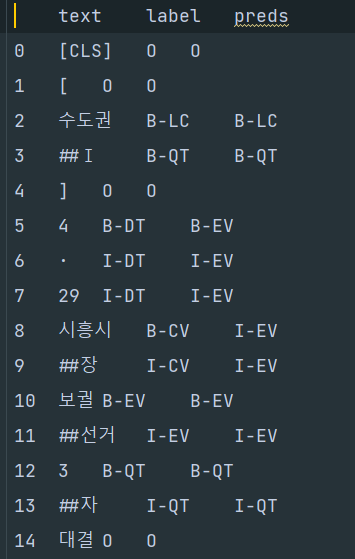 text label preds
0 [CLS] O O
1 [ O O
2 수도권 B-LC B-LC
3 ##Ⅰ B-QT B-QT
4 ] O O
5 4 B-DT B-EV
6 · I-DT I-EV
7 29 I-DT I-EV
8 시흥시 B-CV I-EV
9 ##장 I-CV I-EV
10 보궐 B-EV B-EV
11 ##선거 I-EV I-EV
12 3 B-QT B-QT
13 ##자 I-QT I-QT
14 대결 O O